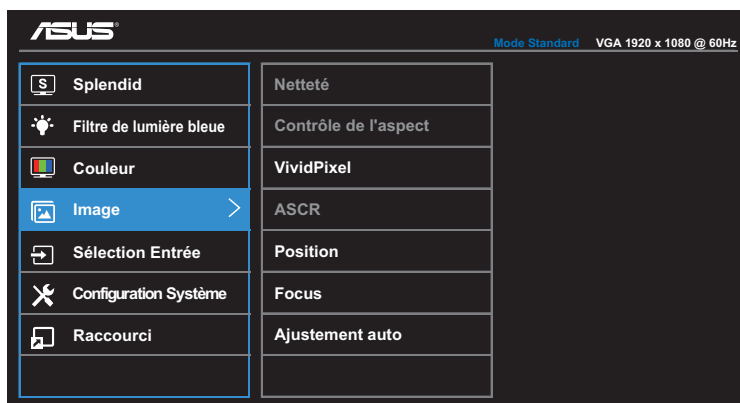 ASUS
Mode Standard VGA 1920 x 1080 @ 60Hz
S Splendid
Filtre de lumière bleue
Couleur
Image
Sélection Entrée
Configuration Système
Raccourci
Netteté
Contrôle de l'aspect
VividPixel
ASCR
Position
Focus
Ajustement auto